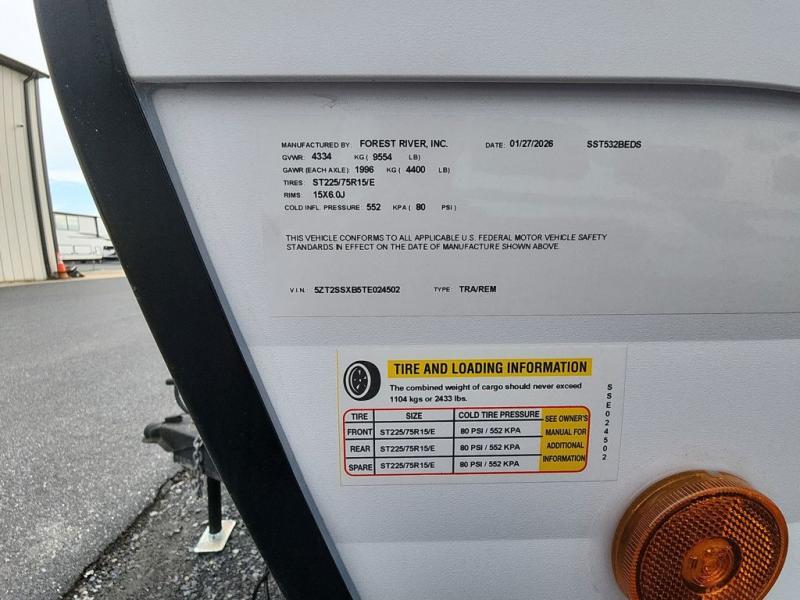 MANUFACTURED BY: FOREST RIVER, INC. DATE: 01/27/2026 SST532BEDS
GVWR: 4334 KG ( 9554 LB)
GAWR (EACH AXLE) 1996 KG ( 4400 LB)
TIRES: ST225/75R15/E
RIMS: 15X6.0J
COLD INFL. PRESSURE: 552 KPA ( 80 PSI )
THIS VEHICLE CONFORMS TO ALL APPLICABLE U.S. FEDERAL MOTOR VEHICLE SAFETY
STANDARDS IN EFFECT ON THE DATE OF MANUFACTURE SHOWN ABOVE.
V.I.N.: 5ZT2SSXB5TE024502 TYPE: TRA/REM
TIRE AND LOADING INFORMATION
The combined weight of cargo should never exceed
1104 kgs or 2433 lbs.
TIRE SIZE COLD TIRE PRESSURE
FRONT ST225/75R15/E 80 PSI / 552 KPA
REAR ST225/75R15/E 80 PSI / 552 KPA
SPARE ST225/75R15/E 80 PSI / 552 KPA
SEE OWNER'S
MANUAL FOR
ADDITIONAL
INFORMATION
SSE024502